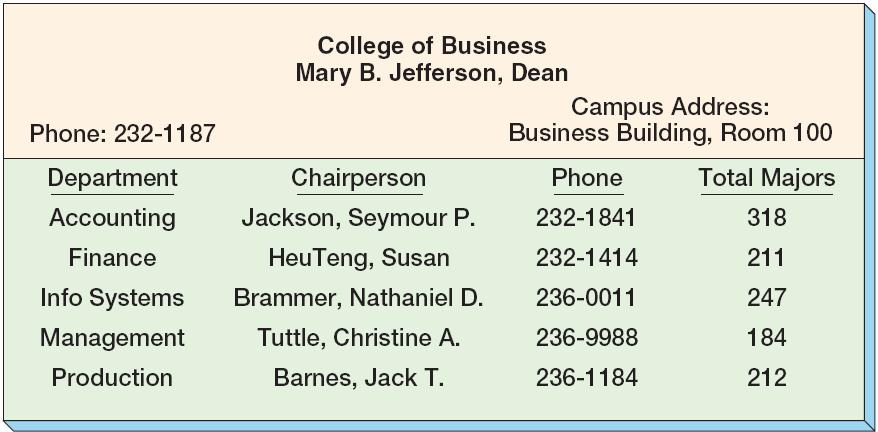 College of Business
Mary B. Jefferson, Dean
Campus Address:
Phone: 232-1187 Business Building, Room 100
Department Chairperson Phone Total Majors
Accounting Jackson, Seymour P. 232-1841 318
Finance HeuTeng, Susan 232-1414 211
Info Systems Brammer, Nathaniel D. 236-0011 247
Management Tuttle, Christine A. 236-9988 184
Production Barnes, Jack T. 236-1184 212